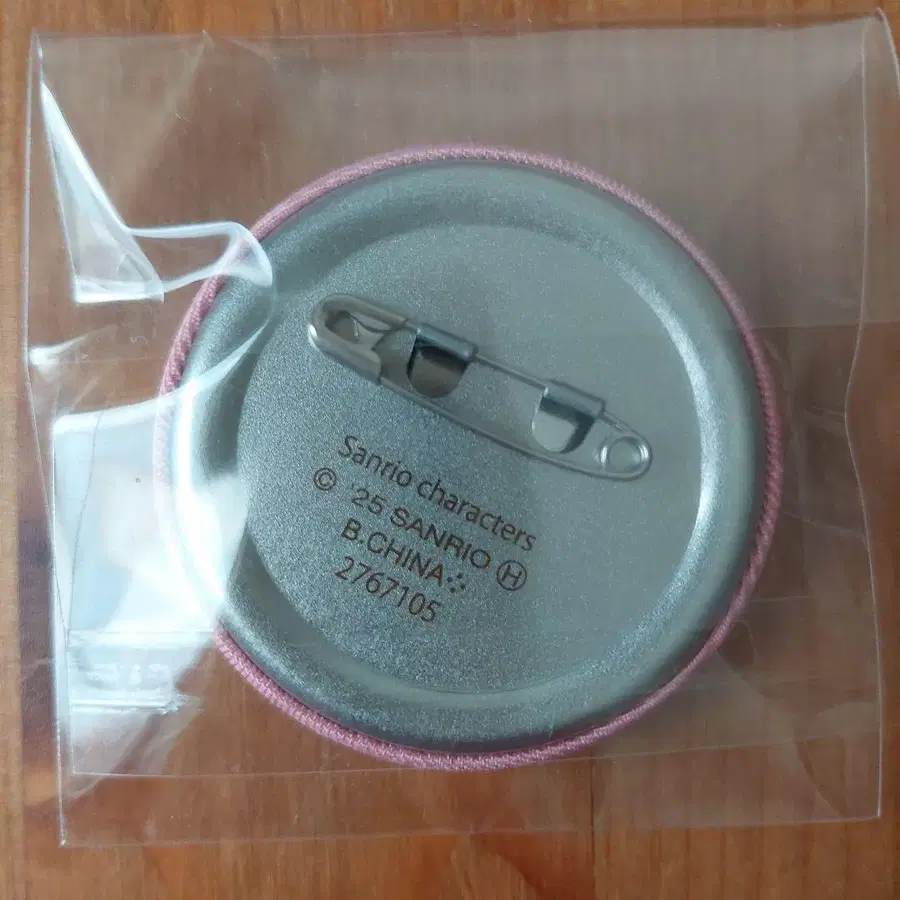 Sanrio characters
© '25 SANRIO Ⓗ
B.CHINA
2767105